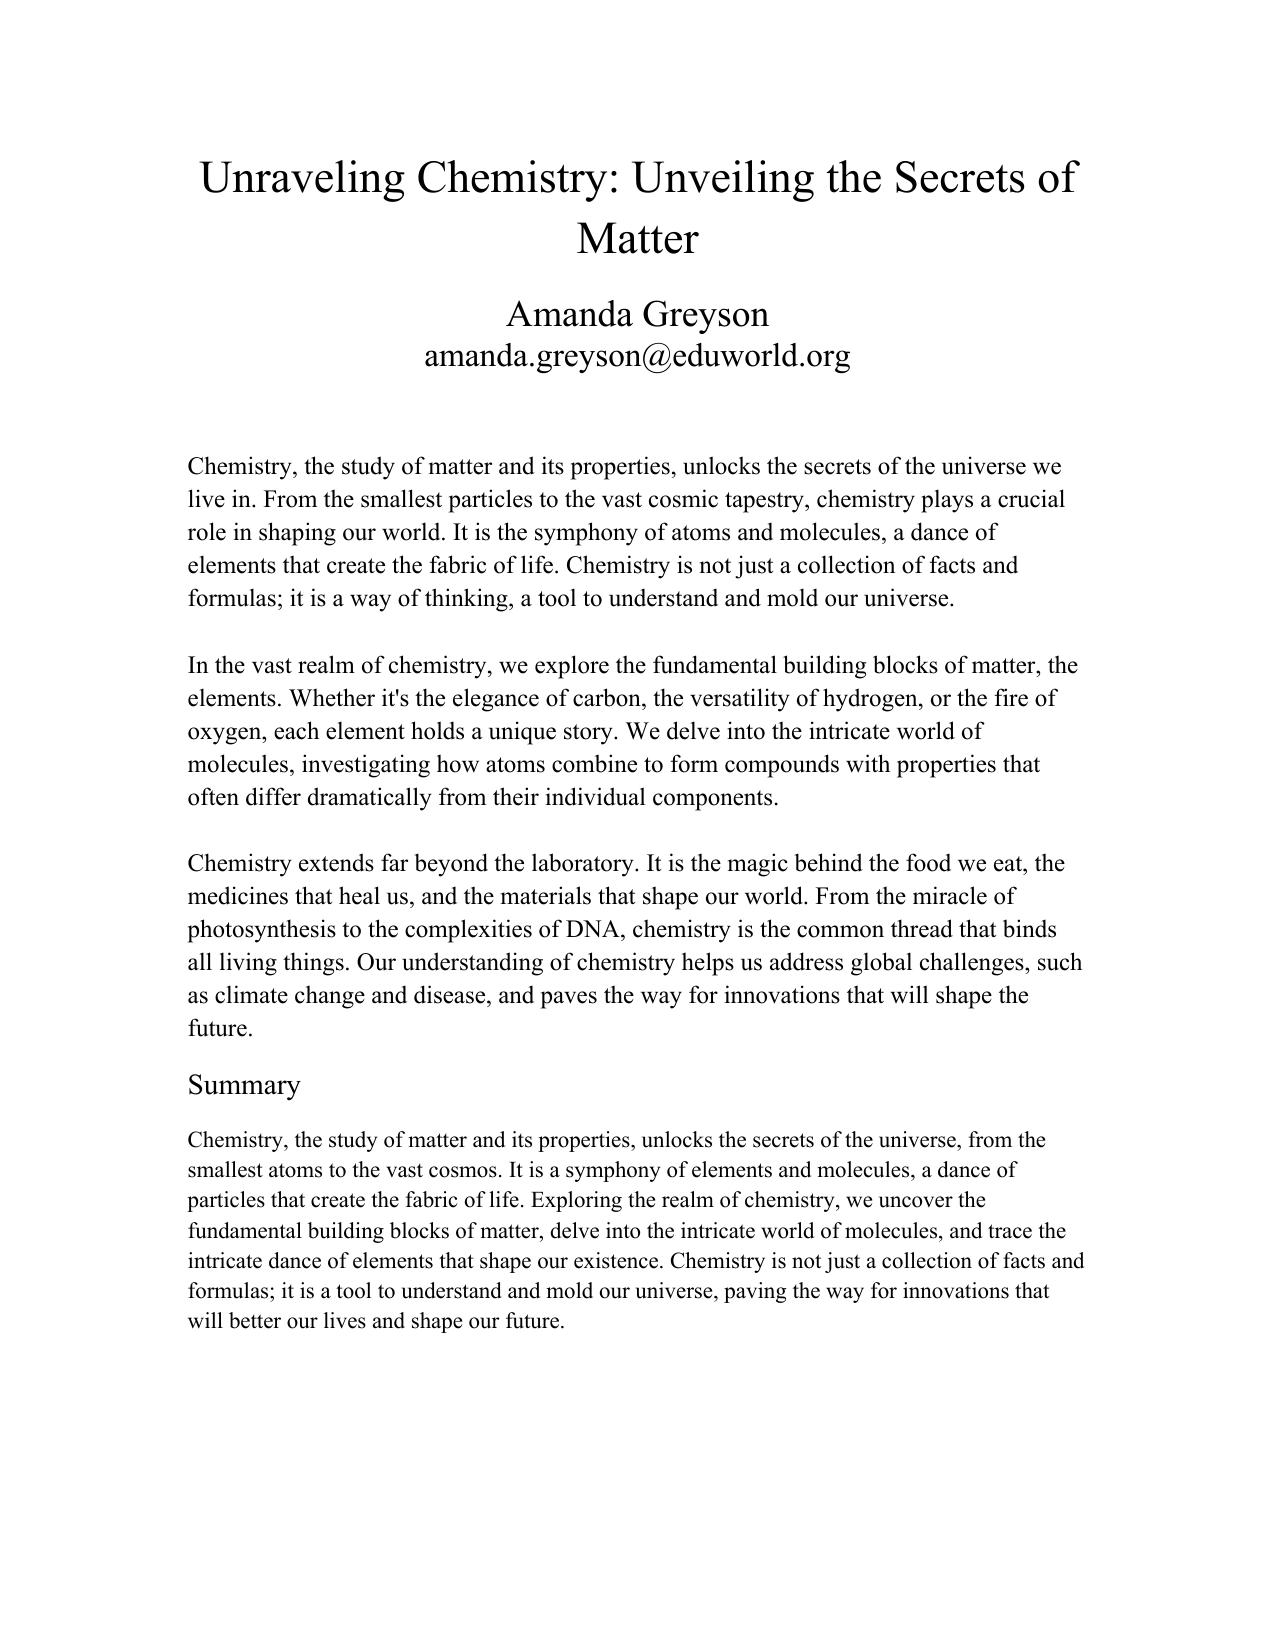 Unraveling Chemistry: Unveiling the Secrets of
Matter
Amanda Greyson
amanda.greyson@eduworld.org
Chemistry, the study of matter and its properties, unlocks the secrets of the universe we
live in. From the smallest particles to the vast cosmic tapestry, chemistry plays a crucial
role in shaping our world. It is the symphony of atoms and molecules, a dance of
elements that create the fabric of life. Chemistry is not just a collection of facts and
formulas; it is a way of thinking, a tool to understand and mold our universe.
In the vast realm of chemistry, we explore the fundamental building blocks of matter, the
elements. Whether it's the elegance of carbon, the versatility of hydrogen, or the fire of
oxygen, each element holds a unique story. We delve into the intricate world of
molecules, investigating how atoms combine to form compounds with properties that
often differ dramatically from their individual components.
Chemistry extends far beyond the laboratory. It is the magic behind the food we eat, the
medicines that heal us, and the materials that shape our world. From the miracle of
photosynthesis to the complexities of DNA, chemistry is the common thread that binds
all living things. Our understanding of chemistry helps us address global challenges, such
as climate change and disease, and paves the way for innovations that will shape the
future.
Summary
Chemistry, the study of matter and its properties, unlocks the secrets of the universe, from the
smallest atoms to the vast cosmos. It is a symphony of elements and molecules, a dance of
particles that create the fabric of life. Exploring the realm of chemistry, we uncover the
fundamental building blocks of matter, delve into the intricate world of molecules, and trace the
intricate dance of elements that shape our existence. Chemistry is not just a collection of facts and
formulas; it is a tool to understand and mold our universe, paving the way for innovations that
will better our lives and shape our future.